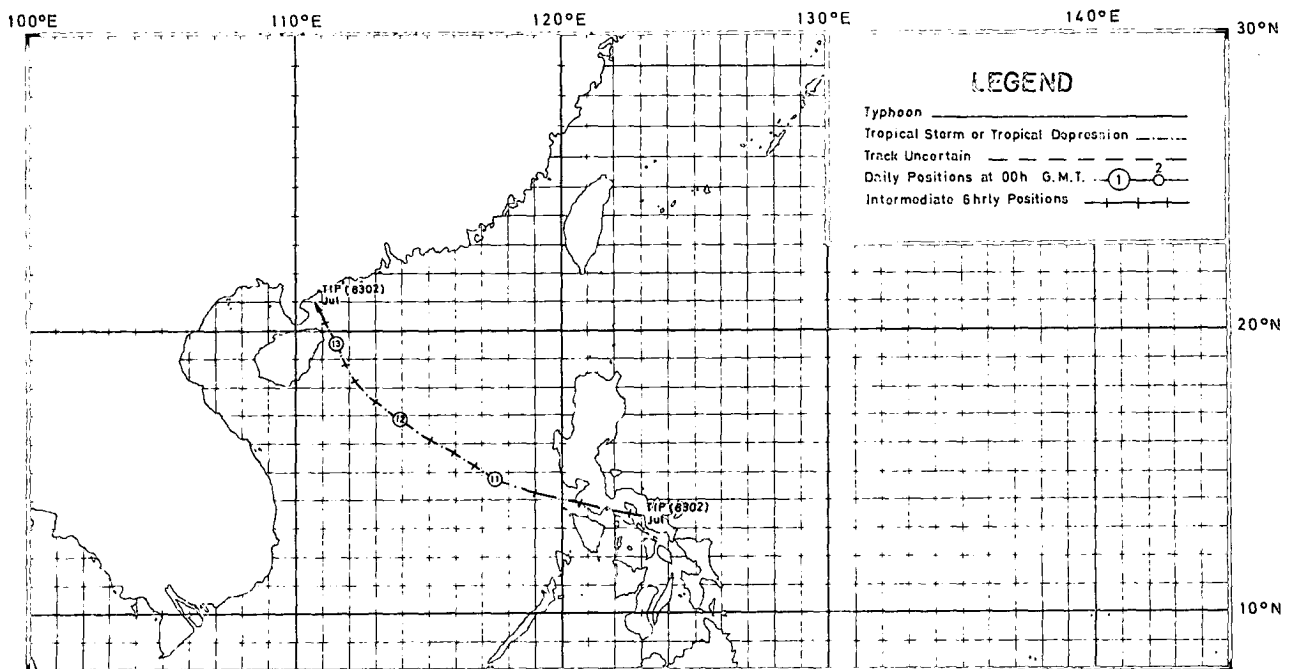 100°E 110°E 120°E 130°E 140°E
30°N
LEGEND
Typhoon
Tropical Storm or Tropical Depression
Track Uncertain
Daily Positions at 00h G.M.T. 1 2
Intermediate 6hrly Positions
TIP (8302)
Jul
20°N
13
12
11
TIP (8302)
Jul
10°N